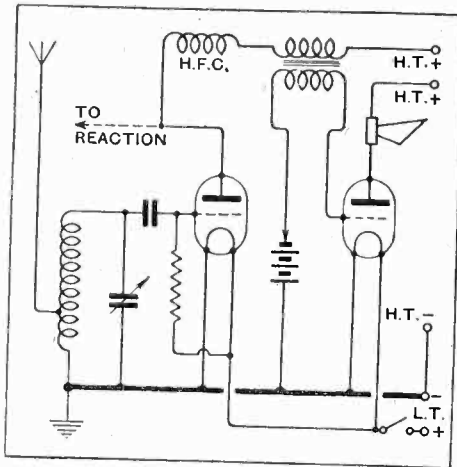 H.F.C.
H.T.+
H.T.+
TO
REACTION
H.T.-
-
L.T.
+